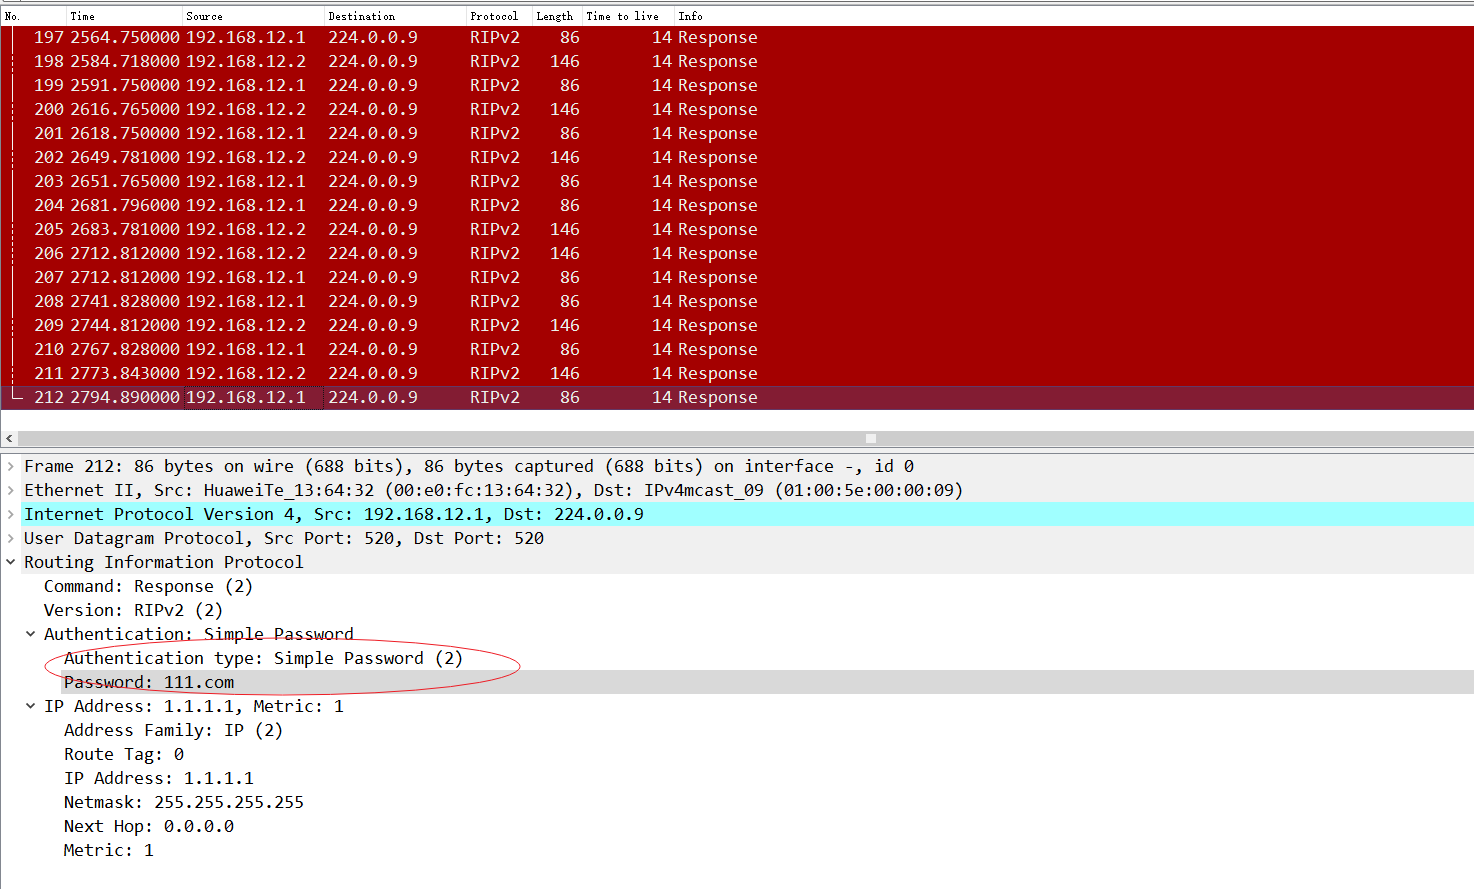 No. Time Source Destination Protocol Length Time to live Info
197 2564.750000 192.168.12.1 224.0.0.9 RIPv2 86 14 Response
198 2584.718000 192.168.12.2 224.0.0.9 RIPv2 146 14 Response
199 2591.750000 192.168.12.1 224.0.0.9 RIPv2 86 14 Response
200 2616.765000 192.168.12.2 224.0.0.9 RIPv2 146 14 Response
201 2618.750000 192.168.12.1 224.0.0.9 RIPv2 86 14 Response
202 2649.781000 192.168.12.2 224.0.0.9 RIPv2 146 14 Response
203 2651.765000 192.168.12.1 224.0.0.9 RIPv2 86 14 Response
204 2681.796000 192.168.12.1 224.0.0.9 RIPv2 86 14 Response
205 2683.781000 192.168.12.2 224.0.0.9 RIPv2 146 14 Response
206 2712.812000 192.168.12.2 224.0.0.9 RIPv2 146 14 Response
207 2712.812000 192.168.12.1 224.0.0.9 RIPv2 86 14 Response
208 2741.828000 192.168.12.1 224.0.0.9 RIPv2 86 14 Response
209 2744.812000 192.168.12.2 224.0.0.9 RIPv2 146 14 Response
210 2767.828000 192.168.12.1 224.0.0.9 RIPv2 86 14 Response
211 2773.843000 192.168.12.2 224.0.0.9 RIPv2 146 14 Response
212 2794.890000 192.168.12.1 224.0.0.9 RIPv2 86 14 Response
Frame 212: 86 bytes on wire (688 bits), 86 bytes captured (688 bits) on interface -, id 0
Ethernet II, Src: HuaweiTe_13:64:32 (00:e0:fc:13:64:32), Dst: IPv4mcast_09 (01:00:5e:00:00:09)
Internet Protocol Version 4, Src: 192.168.12.1, Dst: 224.0.0.9
User Datagram Protocol, Src Port: 520, Dst Port: 520
Routing Information Protocol
Command: Response (2)
Version: RIPv2 (2)
Authentication: Simple Password
Authentication type: Simple Password (2)
Password: 111.com
IP Address: 1.1.1.1, Metric: 1
Address Family: IP (2)
Route Tag: 0
IP Address: 1.1.1.1
Netmask: 255.255.255.255
Next Hop: 0.0.0.0
Metric: 1